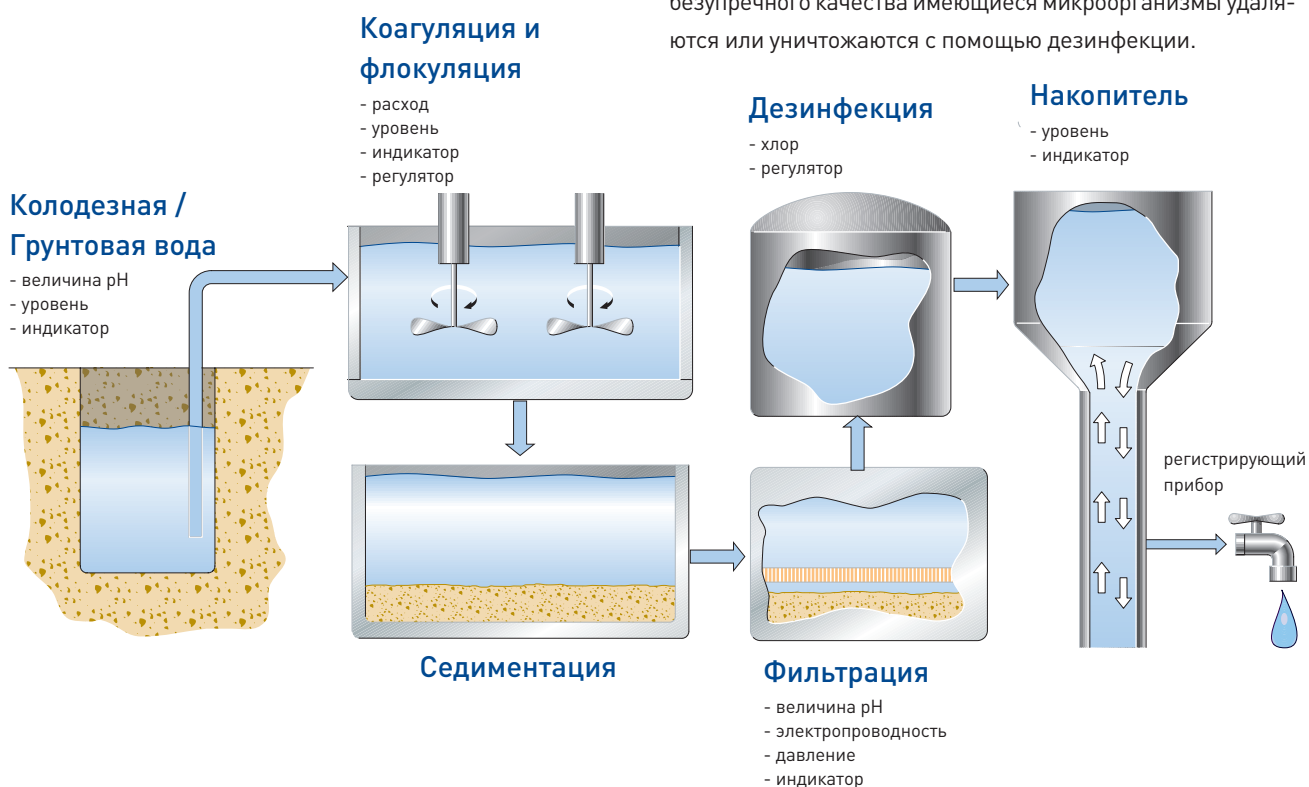 безупречного качества имеющиеся микроорганизмы удаля-
ются или уничтожаются с помощью дезинфекции.
Коагуляция и
флокуляция
- расход
- уровень
- индикатор
- регулятор
Дезинфекция
- хлор
- регулятор
Накопитель
- уровень
- индикатор
Колодезная /
Грунтовая вода
- величина pH
- уровень
- индикатор
регистрирующий
прибор
Седиментация
Фильтрация
- величина pH
- электропроводность
- давление
- индикатор